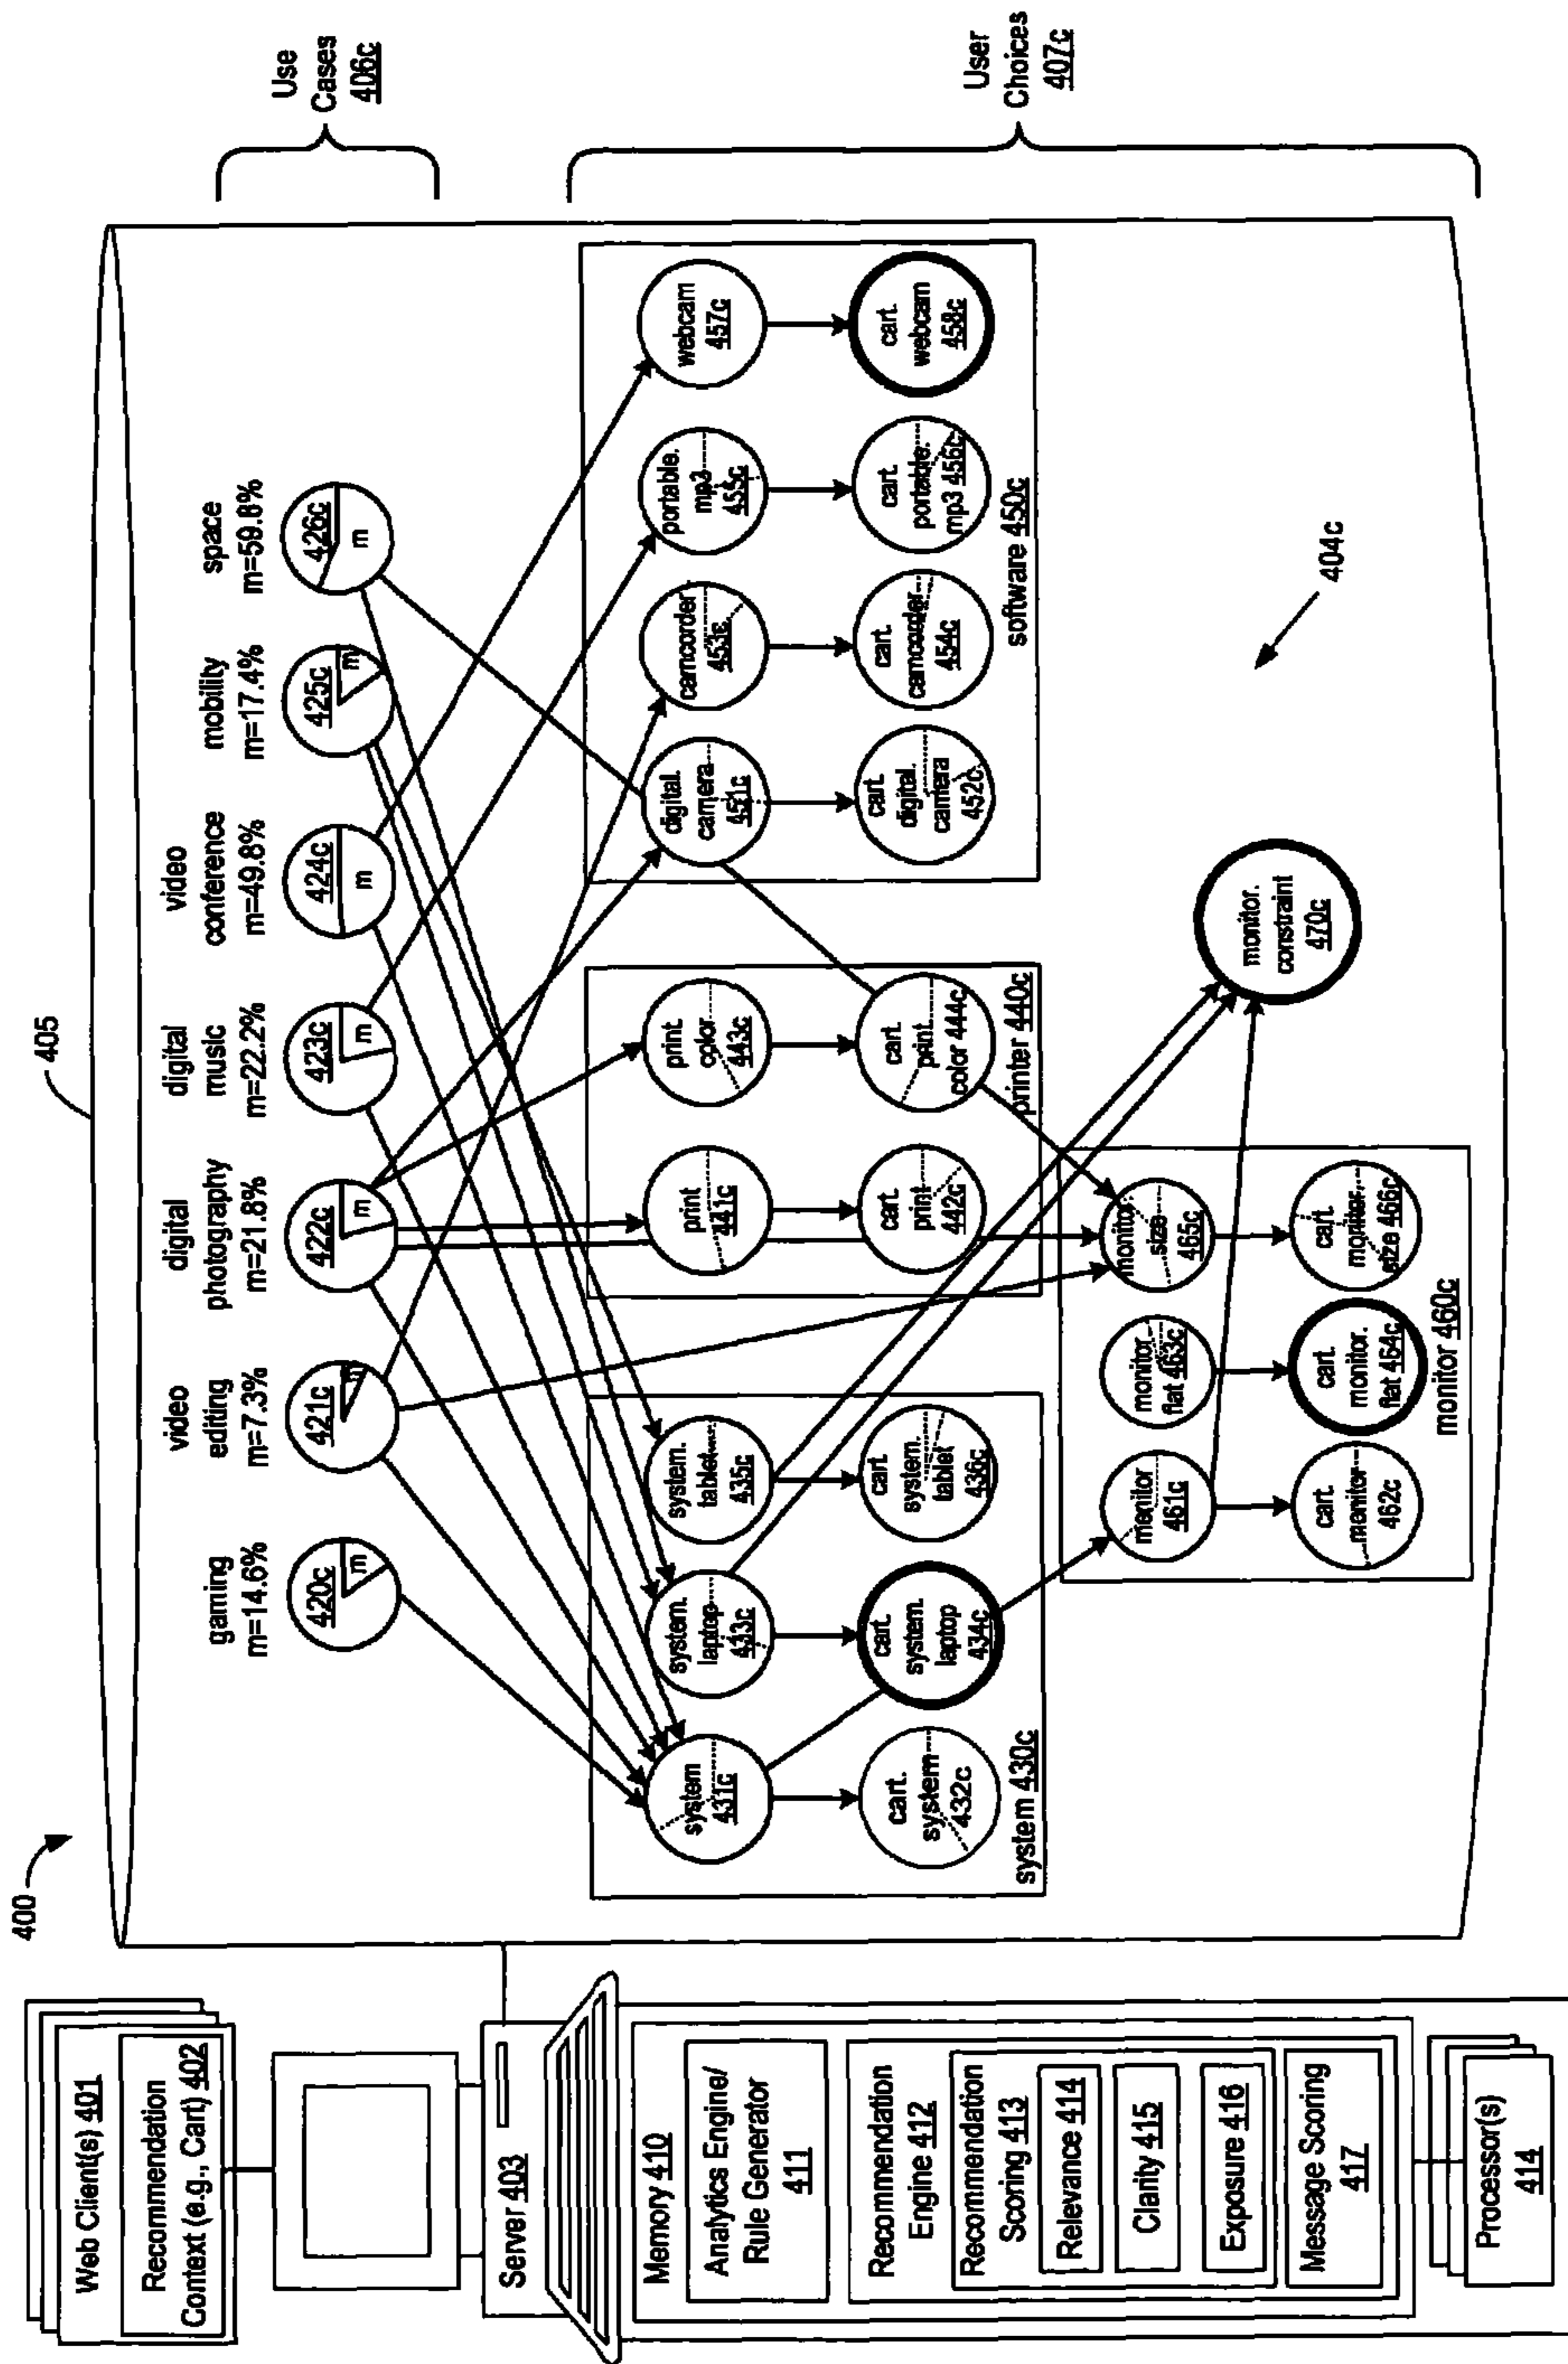 400
405
Web Client(s) 401
Recommendation
Context (e.g., Cart) 402
Server 403
Memory 410
Analytics Engine/
Rule Generator
411
Recommendation
Engine 412
Recommendation
Scoring 413
Relevance 414
Clarity 415
Exposure 416
Message Scoring
417
Processor(s)
414
gaming
m=14.6%
420c
m
video
editing
m=7.3%
421c
m
digital
photography
m=21.8%
422c
m
digital
music
m=22.2%
423c
m
video
conference
m=49.8%
424c
m
mobility
m=17.4%
425c
m
space
m=59.8%
426c
m
Use
Cases
406c
system
431c
system.
laptop
433c
system.
tablet
435c
cart.
system
432c
cart.
system.
laptop
434c
cart.
system.
tablet
436c
system 430c
print
441c
print
color
443c
cart.
print
442c
cart.
print
color 444c
printer 440c
digital.
camera
451c
camcorder
453c
portable.
mp3
455c
webcam
457c
cart.
digital.
camera
452c
cart.
camcorder
454c
cart.
portable.
mp3 456c
cart.
webcam
458c
software 450c
monitor
461c
monitor
flat 463c
monitor.
size
465c
cart.
monitor
462c
cart.
monitor.
flat 464c
cart.
monitor.
size 466c
monitor 460c
monitor.
constraint
470c
404c
User
Choices
407c